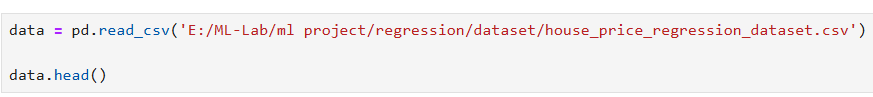 data = pd.read_csv('E:/ML-Lab/ml project/regression/dataset/house_price_regression_dataset.csv')
data.head()